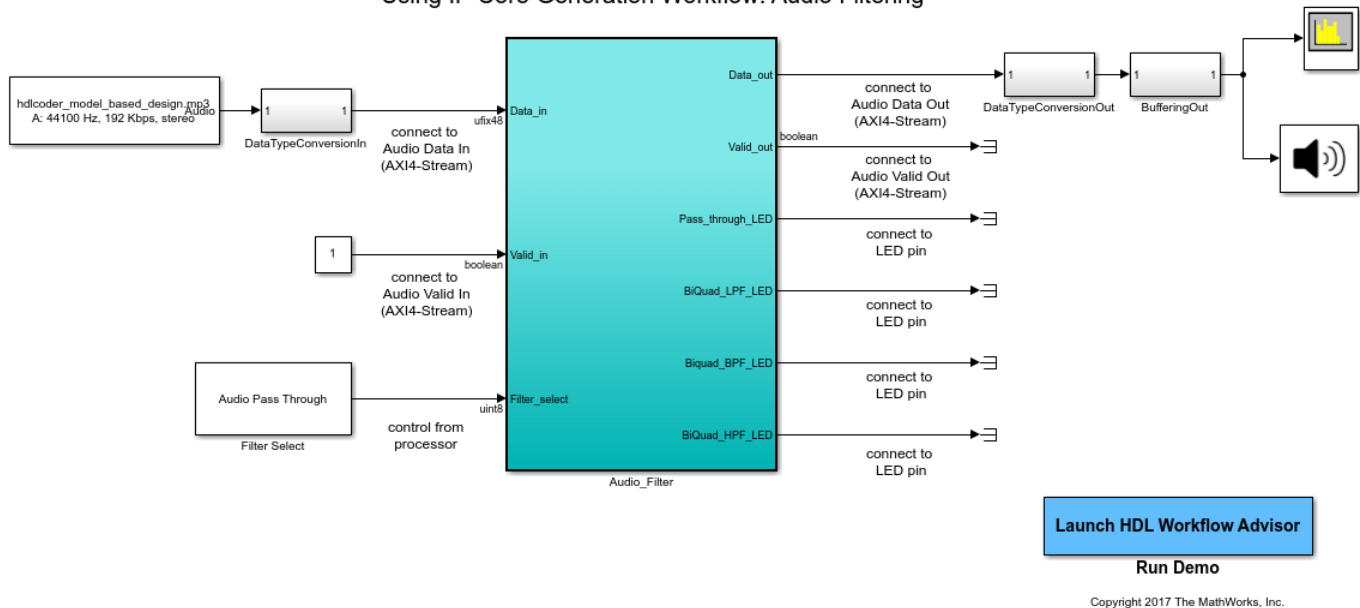 Using IP Core Generation Workflow: Audio Filtering
hdlcoder_model_based_design.mp3
A: 44100 Hz, 192 Kbps, stereo
Audio
1
1
DataTypeConversionIn
ufix48
connect to
Audio Data In
(AXI4-Stream)
1
boolean
connect to
Audio Valid In
(AXI4-Stream)
Audio Pass Through
Filter Select
uint8
control from
processor
Data_in
Valid_in
Filter_select
Data_out
Valid_out
Pass_through_LED
BiQuad_LPF_LED
Biquad_BPF_LED
BiQuad_HPF_LED
Audio_Filter
connect to
Audio Data Out
(AXI4-Stream)
boolean
connect to
Audio Valid Out
(AXI4-Stream)
connect to
LED pin
connect to
LED pin
connect to
LED pin
connect to
LED pin
1
1
DataTypeConversionOut
1
1
BufferingOut
Launch HDL Workflow Advisor
Run Demo
Copyright 2017 The MathWorks, Inc.